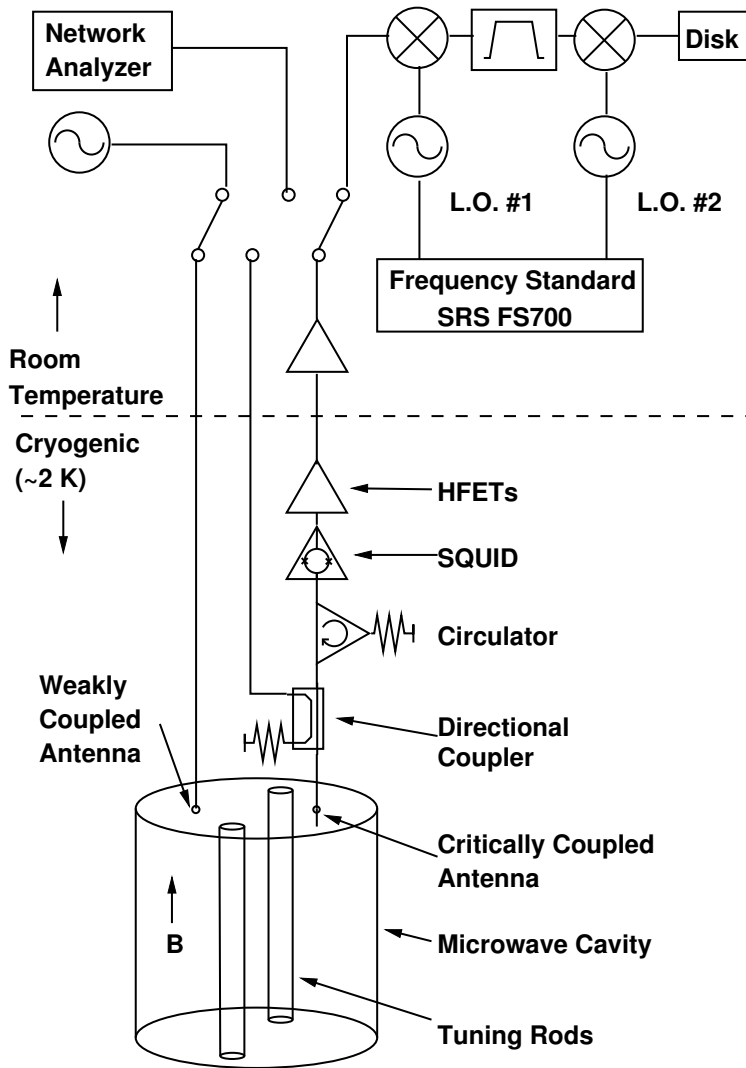 Network
Analyzer
Disk
L.O. #1
L.O. #2
Frequency Standard
SRS FS700
Room
Temperature
Cryogenic
(~2 K)
HFETs
SQUID
Circulator
Weakly
Coupled
Antenna
Directional
Coupler
Critically Coupled
Antenna
B
Microwave Cavity
Tuning Rods